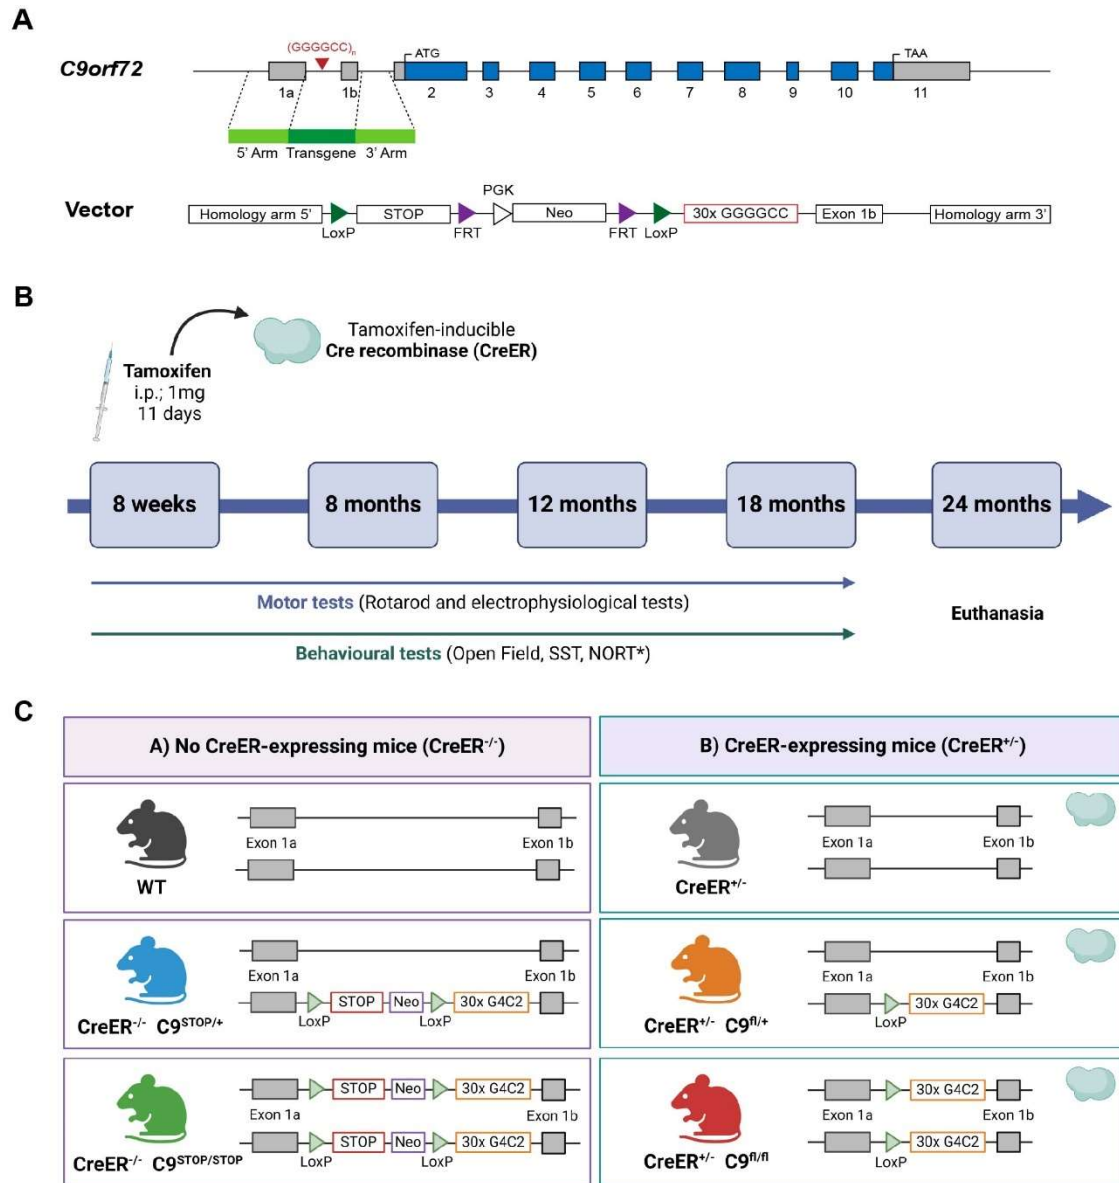 A
C9orf72
(GGGGCC)n
ATG
TAA
1a
1b
2
3
4
5
6
7
8
9
10
11
5' Arm
Transgene
3' Arm
Vector
Homology arm 5'
LoxP
STOP
FRT
PGK
Neo
FRT
LoxP
30x GGGGCC
Exon 1b
Homology arm 3'
B
Tamoxifen
i.p.; 1mg
11 days
Tamoxifen-inducible
Cre recombinase (CreER)
8 weeks
8 months
12 months
18 months
24 months
Motor tests (Rotarod and electrophysiological tests)
Behavioural tests (Open Field, SST, NORT*)
Euthanasia
C
A) No CreER-expressing mice (CreER-/-)
B) CreER-expressing mice (CreER+/-)
WT
Exon 1a
Exon 1b
CreER+/-
Exon 1a
Exon 1b
CreER-/- C9STOP/+
Exon 1a
Exon 1b
STOP
Neo
30x G4C2
LoxP
LoxP
CreER+/- C9fl/+
Exon 1a
Exon 1b
30x G4C2
LoxP
CreER-/- C9STOP/STOP
STOP
Neo
30x G4C2
Exon 1a
Exon 1b
STOP
Neo
30x G4C2
LoxP
LoxP
CreER+/- C9fl/fl
30x G4C2
Exon 1a
Exon 1b
30x G4C2
LoxP